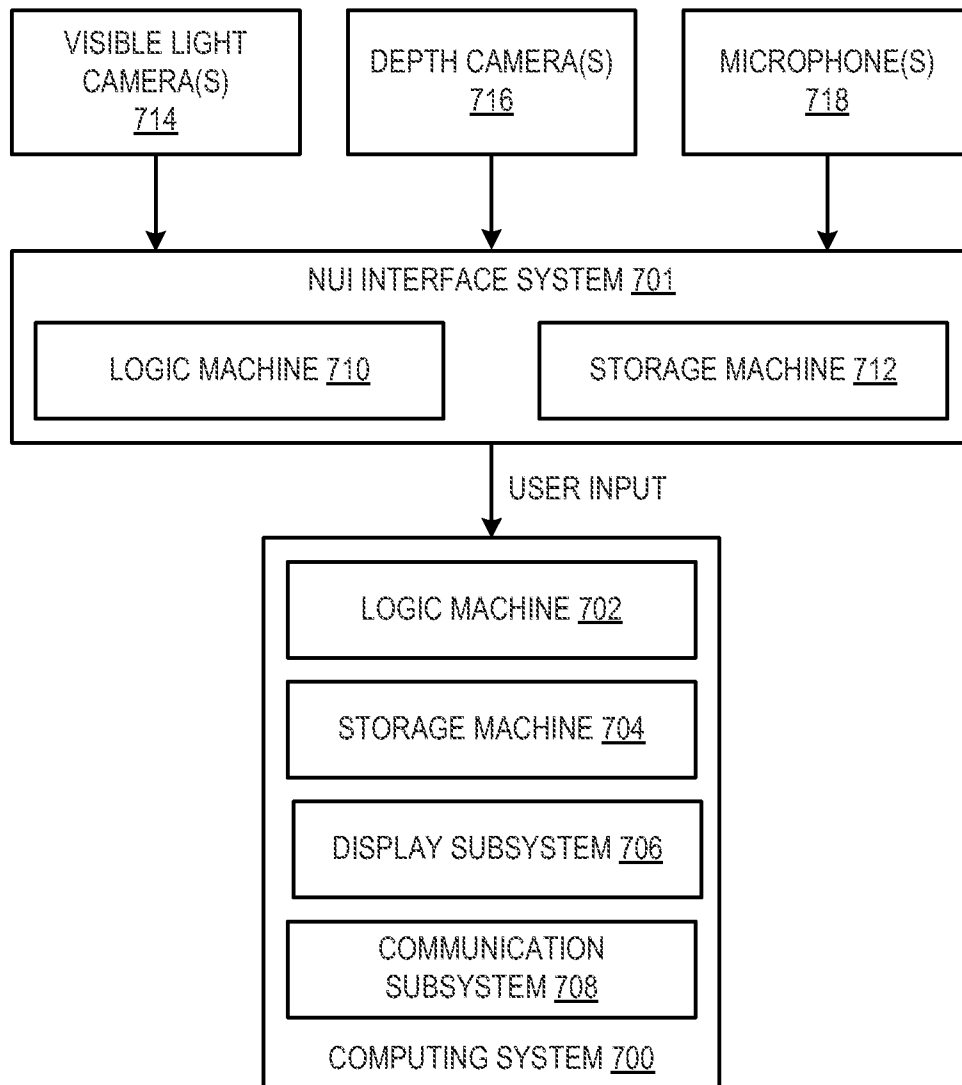 VISIBLE LIGHT
CAMERA(S)
714
DEPTH CAMERA(S)
716
MICROPHONE(S)
718
NUI INTERFACE SYSTEM 701
LOGIC MACHINE 710
STORAGE MACHINE 712
USER INPUT
LOGIC MACHINE 702
STORAGE MACHINE 704
DISPLAY SUBSYSTEM 706
COMMUNICATION
SUBSYSTEM 708
COMPUTING SYSTEM 700